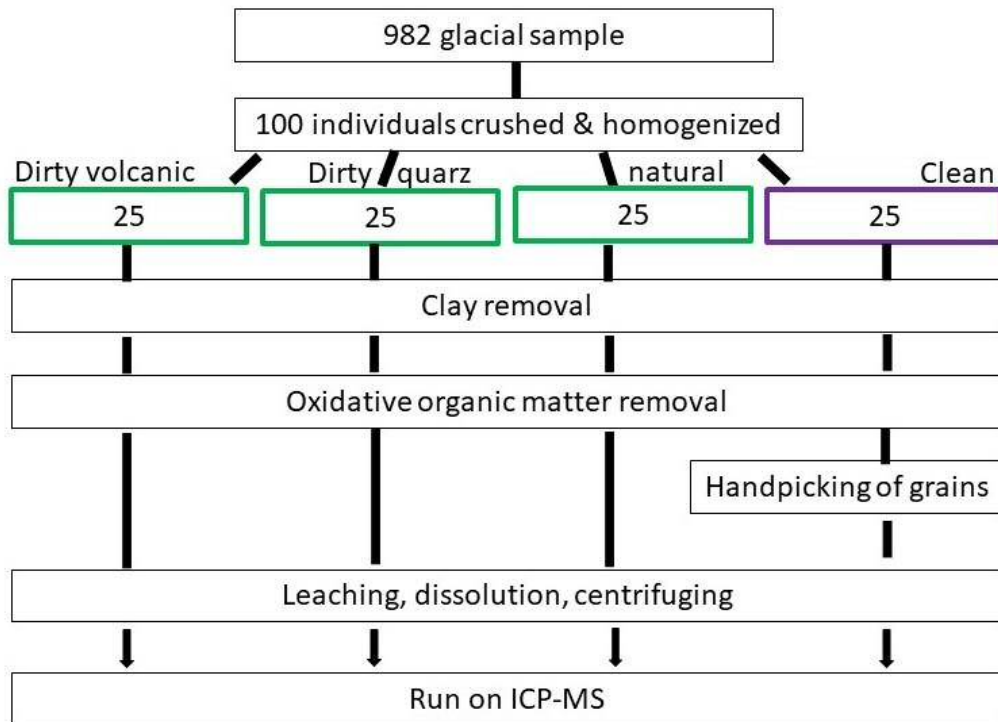 982 glacial sample
100 individuals crushed & homogenized
Dirty volcanic Dirty quarz natural Clean
25 25 25 25
Clay removal
Oxidative organic matter removal
Handpicking of grains
Leaching, dissolution, centrifuging
Run on ICP-MS